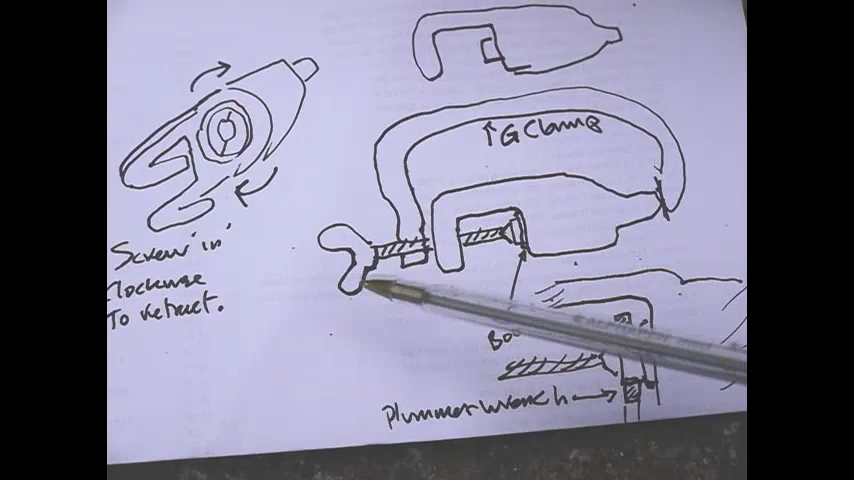 G Clamp
Screw 'in'
Clockwise
To retract.
Plummer wrench